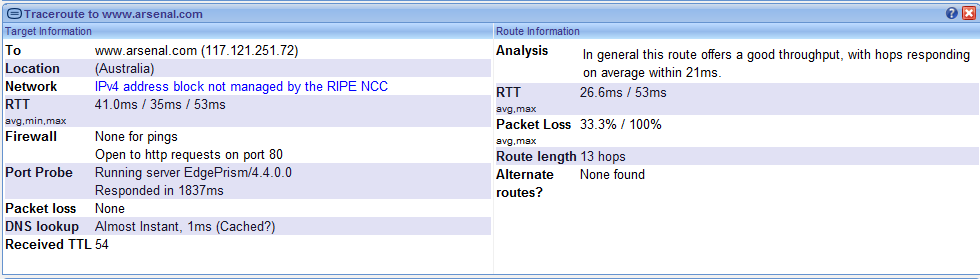 Traceroute to www.arsenal.com
Target Information
To www.arsenal.com (117.121.251.72)
Location (Australia)
Network IPv4 address block not managed by the RIPE NCC
RTT 41.0ms / 35ms / 53ms
avg,min,max
Firewall None for pings
Open to http requests on port 80
Port Probe Running server EdgePrism/4.4.0.0
Responded in 1837ms
Packet loss None
DNS lookup Almost Instant, 1ms (Cached?)
Received TTL 54
Route Information
Analysis In general this route offers a good throughput, with hops responding
on average within 21ms.
RTT 26.6ms / 53ms
avg,max
Packet Loss 33.3% / 100%
avg,max
Route length 13 hops
Alternate None found
routes?